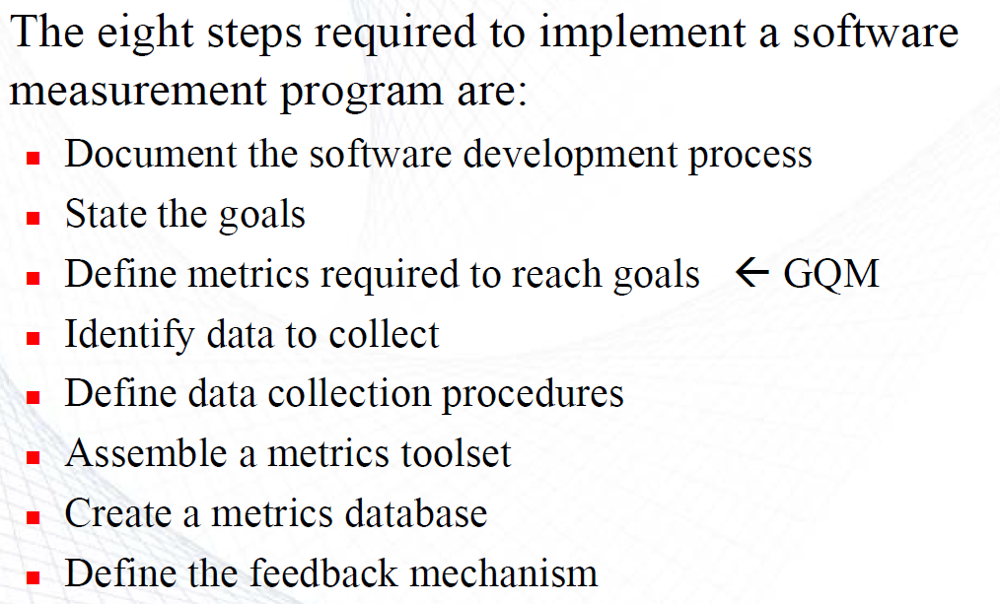 The eight steps required to implement a software
measurement program are:
▪ Document the software development process
▪ State the goals
▪ Define metrics required to reach goals ← GQM
▪ Identify data to collect
▪ Define data collection procedures
▪ Assemble a metrics toolset
▪ Create a metrics database
▪ Define the feedback mechanism